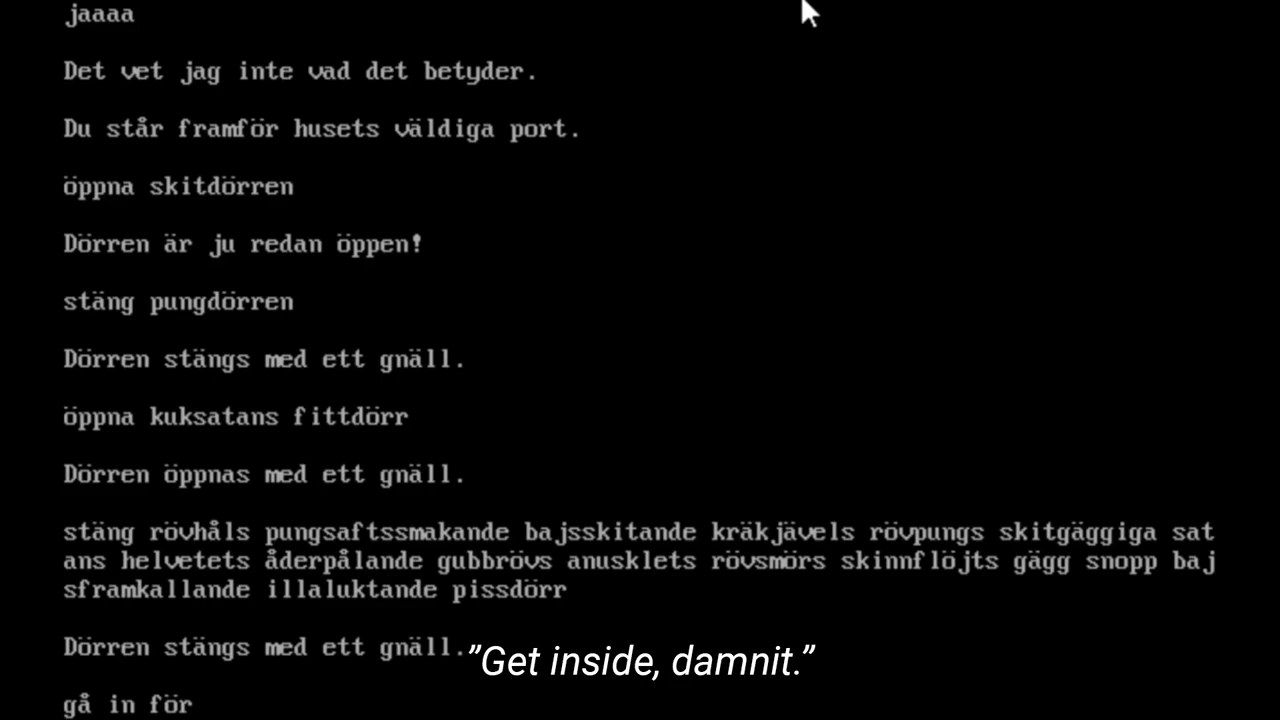 jaaaa
Det vet jag inte vad det betyder.
Du står framför husets väldiga port.
öppna skitdörren
Dörren är ju redan öppen!
stäng pungdörren
Dörren stängs med ett gnäll.
öppna kuksatans fittdörr
Dörren öppnas med ett gnäll.
stäng rövhåls pungsaftssmakande bajsskitande kräkjävels rövpungs skitgäggiga sat
ans helvetets åderpålande gubbrövs anusklets rövsmörs skinnflöjts gägg snopp baj
sframkallande illaluktande pissdörr
Dörren stängs med ett gnäll.
”Get inside, damnit.”
gå in för